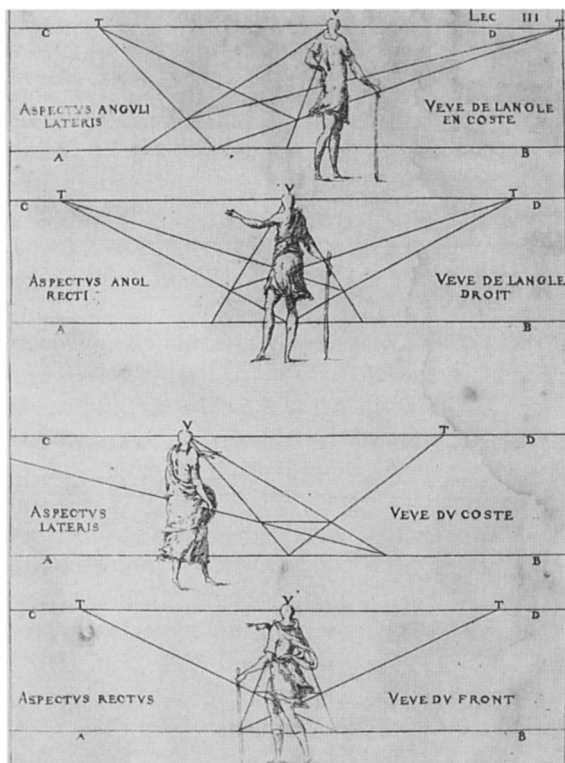 LEC III
V
T
T
C
D
ASPECTVS ANGVLI
LATERIS
VEVE DE LANGLE
EN COSTE
A
B
V
T
T
C
D
ASPECTVS ANGL
RECTI
VEVE DE LANGLE
DROIT
A
B
V
T
C
D
ASPECTVS
LATERIS
VEVE DV COSTE
A
B
V
T
T
C
D
ASPECTVS RECTVS
VEVE DV FRONT
A
B